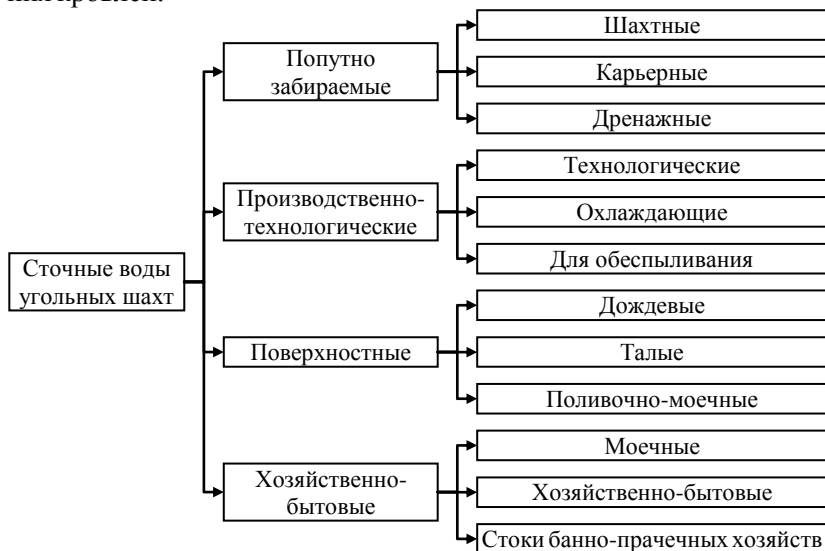 Сточные воды
угольных шахт
Попутно
забираемые
Шахтные
Карьерные
Дренажные
Производственно-
технологические
Технологические
Охлаждающие
Для обеспыливания
Поверхностные
Дождевые
Талые
Поливочно-моечные
Хозяйственно-
бытовые
Моечные
Хозяйственно-бытовые
Стоки банно-прачечных хозяйств